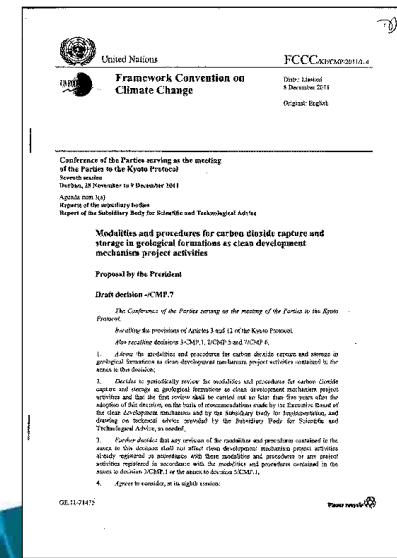 United Nations
FCCC/KP/CMP/2011/L.4
Framework Convention on
Climate Change
Distr.: Limited
8 December 2011
Original: English
Conference of the Parties serving as the meeting
of the Parties to the Kyoto Protocol
Seventh session
Durban, 28 November to 9 December 2011
Agenda item 3(a)
Reports of the subsidiary bodies
Report of the Subsidiary Body for Scientific and Technological Advice
Modalities and procedures for carbon dioxide capture and
storage in geological formations as clean development
mechanism project activities
Proposal by the President
Draft decision -/CMP.7
The Conference of the Parties serving as the meeting of the Parties to the Kyoto
Protocol,
Recalling the provisions of Articles 3 and 12 of the Kyoto Protocol,
Also recalling decisions 3/CMP.1, 2/CMP.5 and 7/CMP.6,
1. Adopts the modalities and procedures for carbon dioxide capture and storage in
geological formations as clean development mechanism project activities contained in the
annex to this decision;
2. Decides to periodically review the modalities and procedures for carbon dioxide
capture and storage in geological formations as clean development mechanism project
activities and that the first review shall be carried out no later than five years after the
adoption of this decision, on the basis of recommendations made by the Executive Board of
the clean development mechanism and by the Subsidiary Body for Implementation, and
drawing on technical advice provided by the Subsidiary Body for Scientific and
Technological Advice, as needed;
3. Further decides that any revision of the modalities and procedures contained in the
annex to this decision shall not affect clean development mechanism project activities
already registered in accordance with these modalities and procedures or any project
activities registered in accordance with the modalities and procedures contained in the
annex to decision 3/CMP.1 or the annex to decision 5/CMP.1;
4. Agrees to consider, at its eighth session:
GE.11-71475
Please recycle